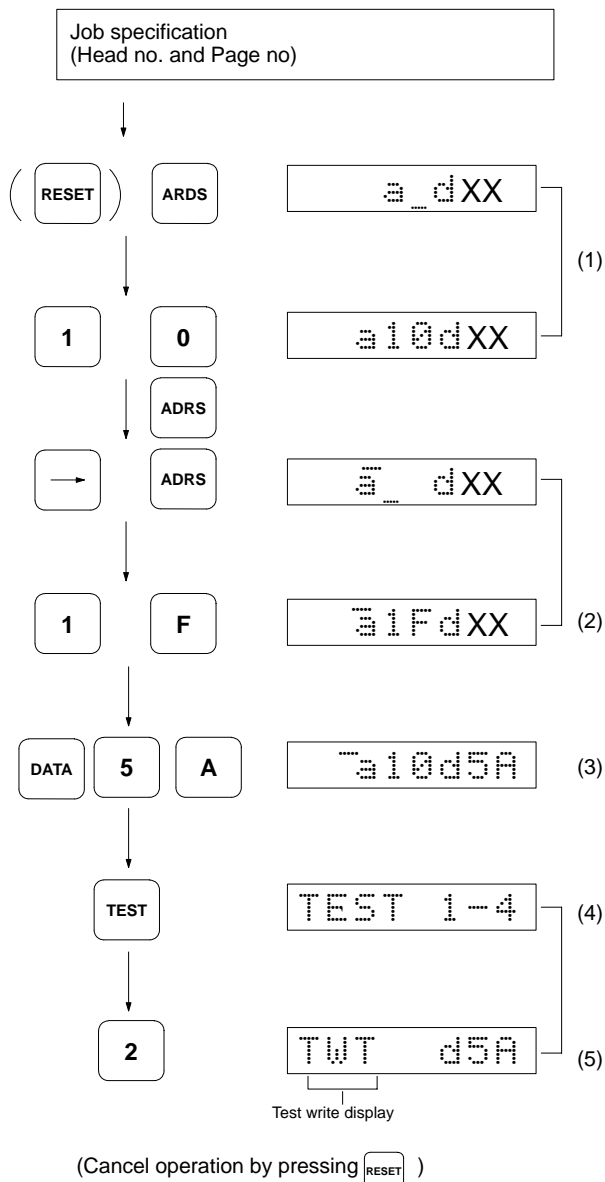 Job specification
(Head no. and Page no)
( RESET ) ARDS a_dXX
(1)
1 0 a10dXX
ADRS
→ ADRS a_ dXX
1 F a1FdXX (2)
DATA 5 A a10d5A (3)
TEST TEST 1-4 (4)
2 TWT d5A (5)
Test write display
(Cancel operation by pressing RESET )